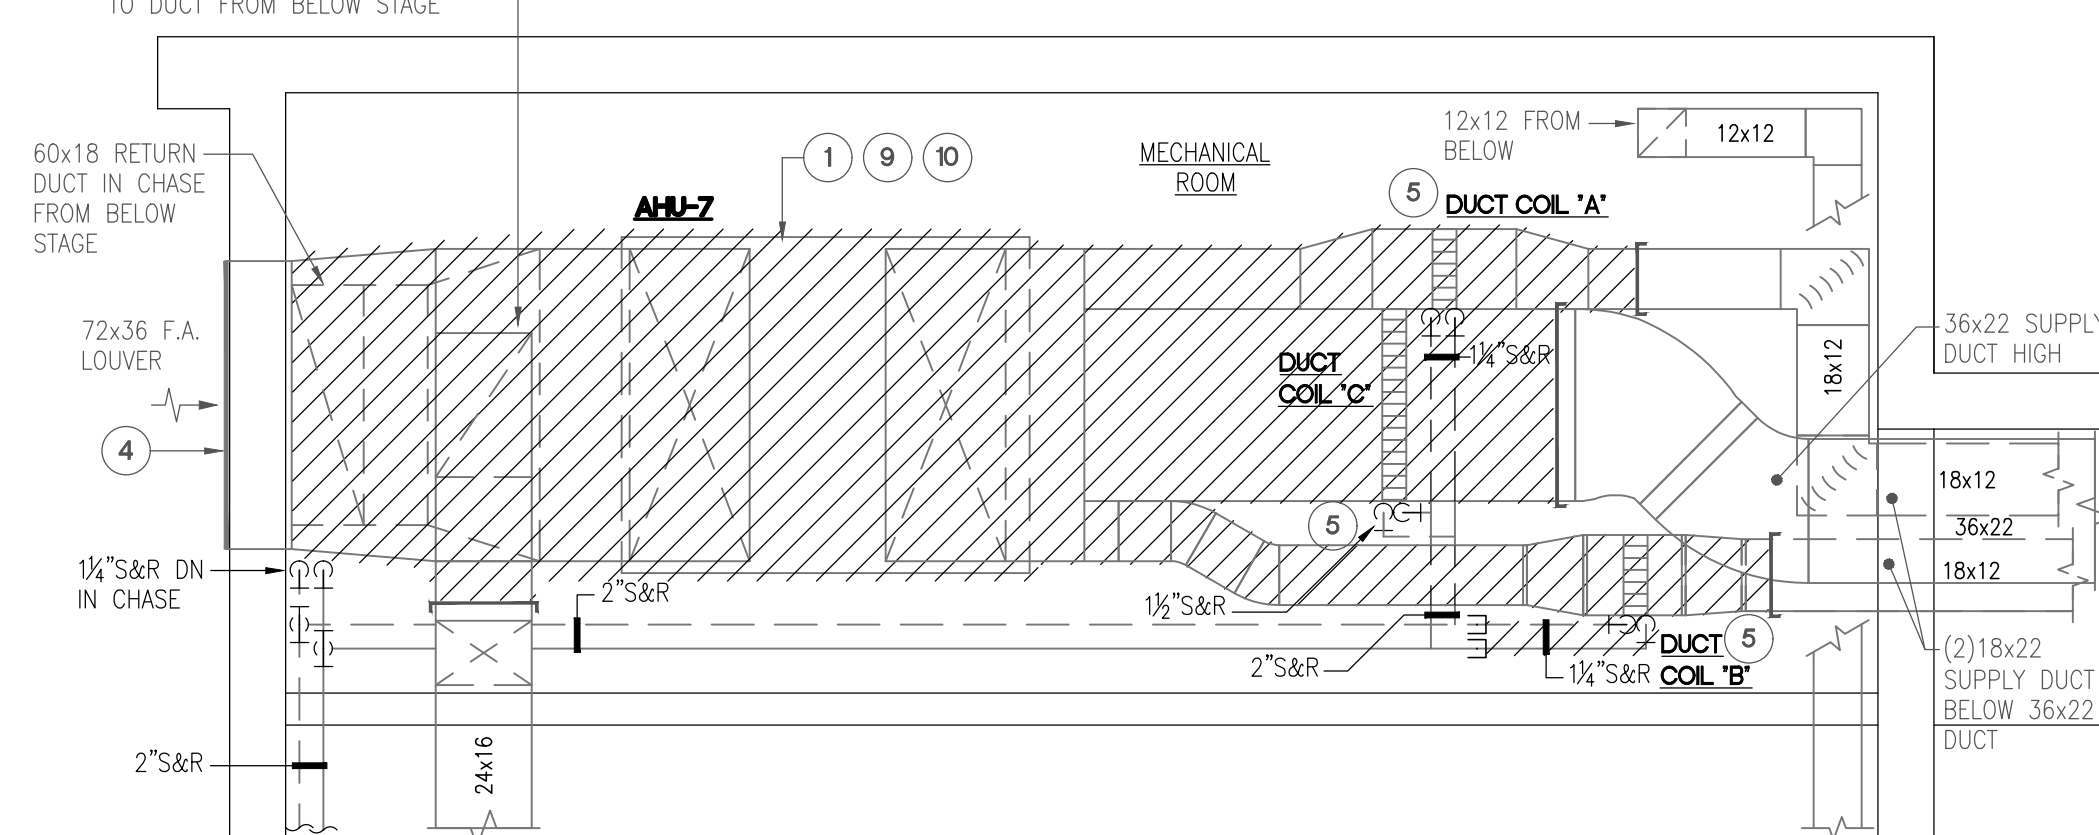 TO DUCT FROM BELOW STAGE
60x18 RETURN
DUCT IN CHASE
FROM BELOW
STAGE
AHU-7
1
9
10
MECHANICAL
ROOM
12x12 FROM
BELOW
12x12
5
DUCT COIL "A"
72x36 F.A.
LOUVER
4
DUCT
COIL "C"
1¼"S&R
18x12
36x22 SUPPLY
DUCT HIGH
18x12
36x22
18x12
5
1¼"S&R DN
IN CHASE
2"S&R
1½"S&R
2"S&R
1¼"S&R
DUCT
COIL "B"
5
(2)18x22
SUPPLY DUCT
BELOW 36x22
DUCT
2"S&R
24x16